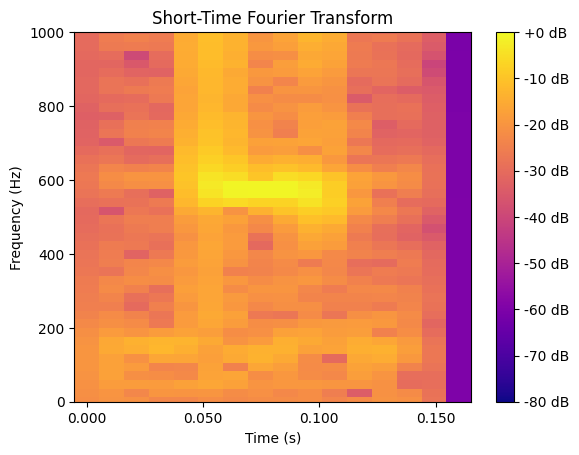 Short-Time Fourier Transform
1000
800
600
400
200
0
Frequency (Hz)
0.000
0.050
0.100
0.150
Time (s)
+0 dB
-10 dB
-20 dB
-30 dB
-40 dB
-50 dB
-60 dB
-70 dB
-80 dB